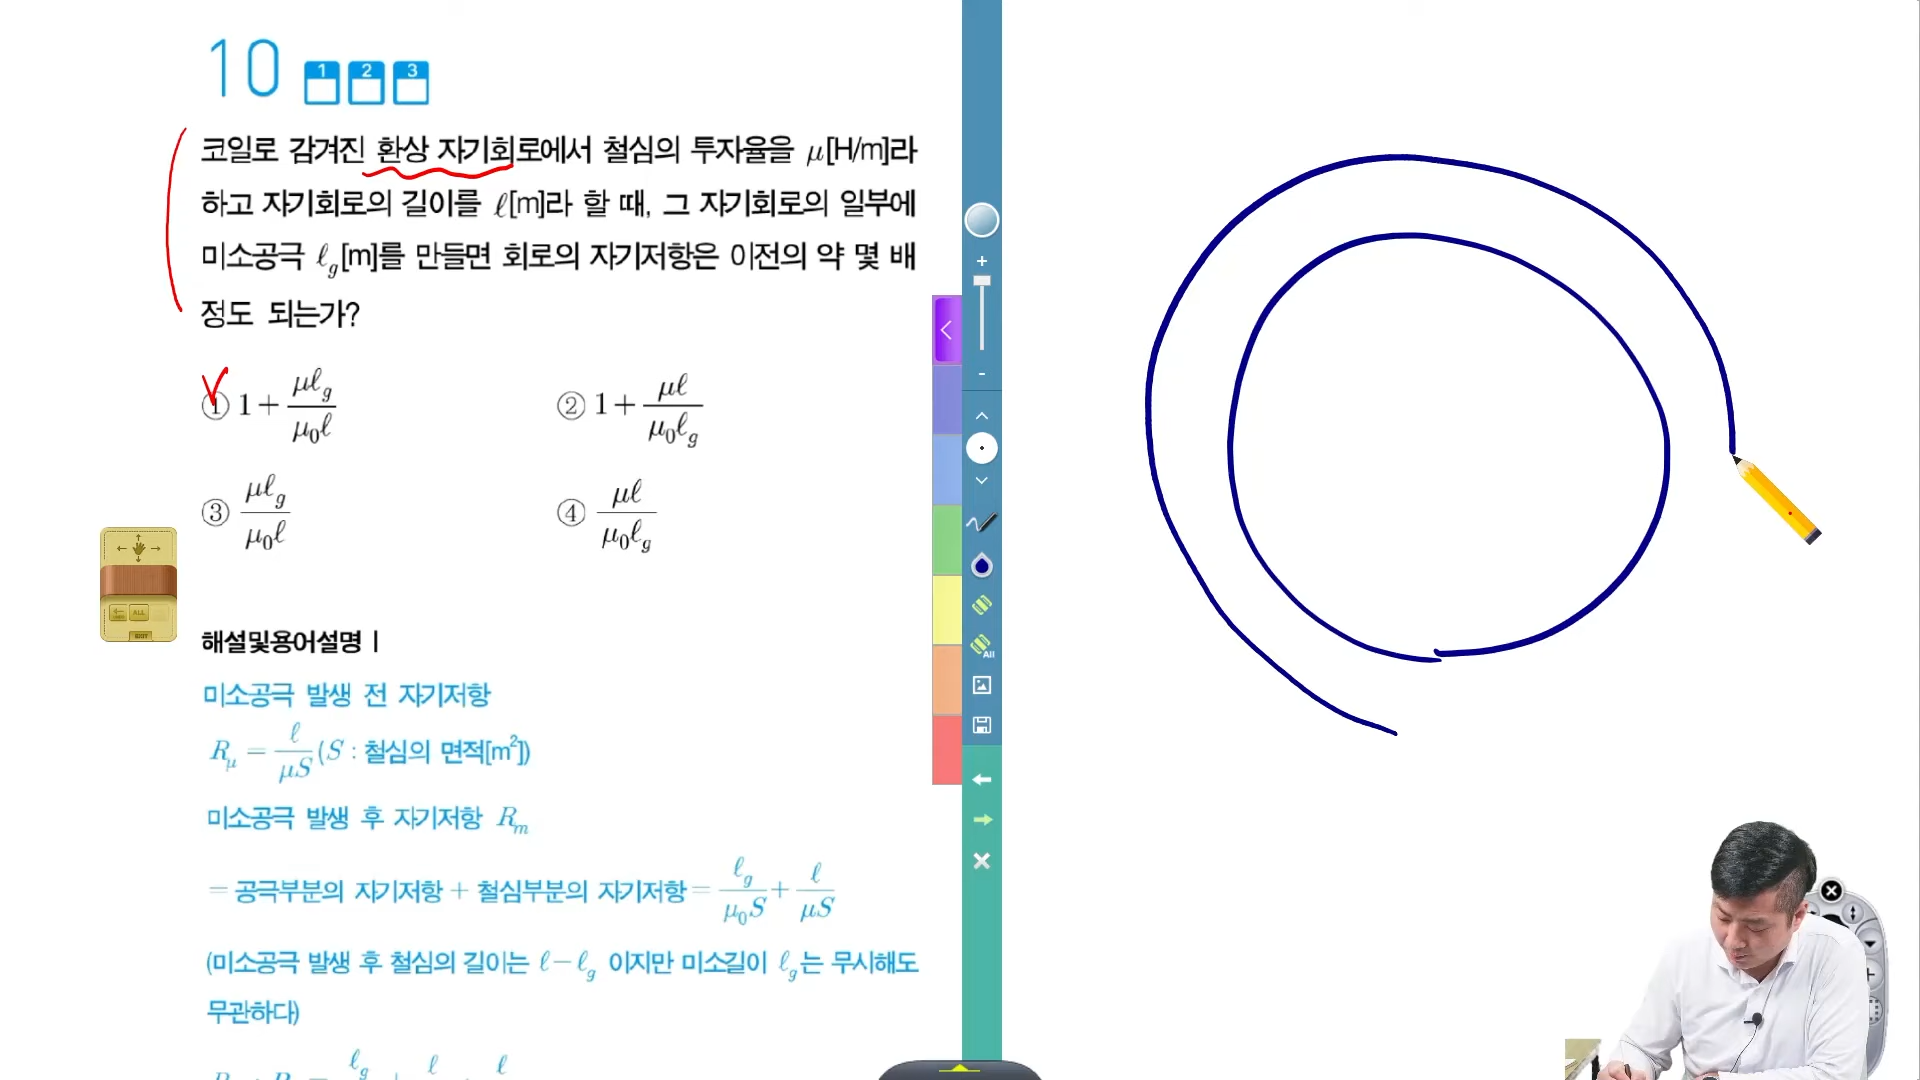 10 1 2 3
코일로 감겨진 환상 자기회로에서 철심의 투자율을 μ[H/m]라
하고 자기회로의 길이를 ℓ[m]라 할 때, 그 자기회로의 일부에
미소공극 ℓg[m]를 만들면 회로의 자기저항은 이전의 약 몇 배
정도 되는가?
① 1+μℓg/μ0ℓ ② 1+μℓ/μ0ℓg
③ μℓg/μ0ℓ ④ μℓ/μ0ℓg
해설및용어설명 |
미소공극 발생 전 자기저항
Rμ = ℓ/μS (S : 철심의 면적[m²])
미소공극 발생 후 자기저항 Rm
= 공극부분의 자기저항 + 철심부분의 자기저항 = ℓg/μ0S + ℓ/μS
(미소공극 발생 후 철심의 길이는 ℓ-ℓg 이지만 미소길이 ℓg는 무시해도
무관하다)
ALL
EXIT
All